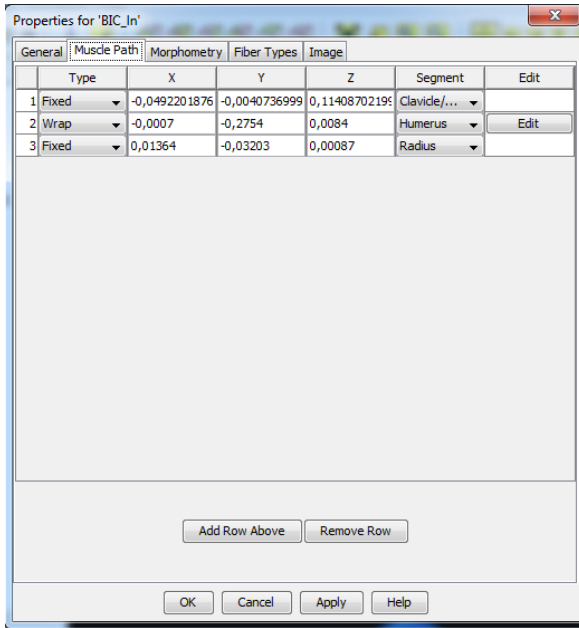 Properties for 'BIC_ln'
General Muscle Path Morphometry Fiber Types Image
Type X Y Z Segment Edit
1 Fixed -0,0492201876 -0,0040736999 0,1140870219 Clavicle/...
2 Wrap -0,0007 -0,2754 0,0084 Humerus Edit
3 Fixed 0,01364 -0,03203 0,00087 Radius
Add Row Above Remove Row
OK Cancel Apply Help